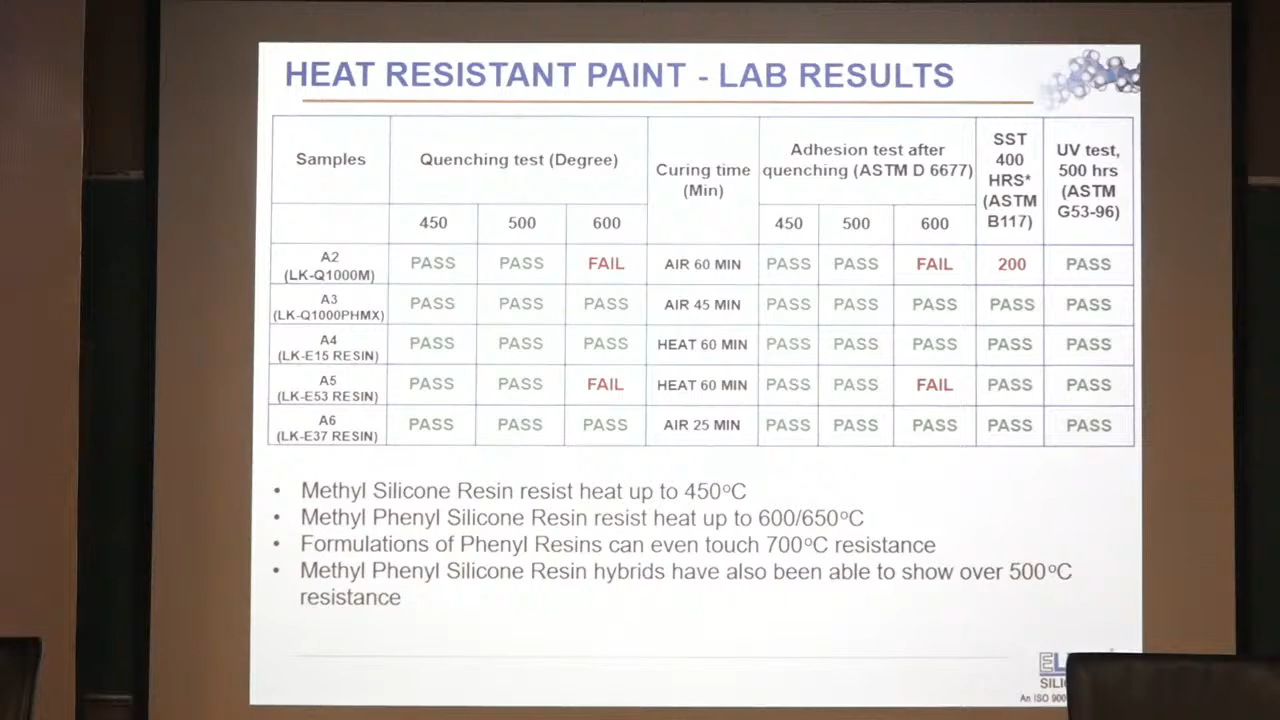 HEAT RESISTANT PAINT - LAB RESULTS
Samples
Quenching test (Degree)
Curing time
(Min)
Adhesion test after
quenching (ASTM D 6677)
SST
400
HRS*
(ASTM
B117)
UV test,
500 hrs
(ASTM
G53-96)
450 500 600 450 500 600
A2
(LK-Q1000M)
PASS PASS FAIL AIR 60 MIN PASS PASS FAIL 200 PASS
A3
(LK-Q1000PHMX)
PASS PASS PASS AIR 45 MIN PASS PASS PASS PASS PASS
A4
(LK-E15 RESIN)
PASS PASS PASS HEAT 60 MIN PASS PASS PASS PASS PASS
A5
(LK-E53 RESIN)
PASS PASS FAIL HEAT 60 MIN PASS PASS FAIL PASS PASS
A6
(LK-E37 RESIN)
PASS PASS PASS AIR 25 MIN PASS PASS PASS PASS PASS
• Methyl Silicone Resin resist heat up to 450°C
• Methyl Phenyl Silicone Resin resist heat up to 600/650°C
• Formulations of Phenyl Resins can even touch 700°C resistance
• Methyl Phenyl Silicone Resin hybrids have also been able to show over 500°C
resistance
An ISO